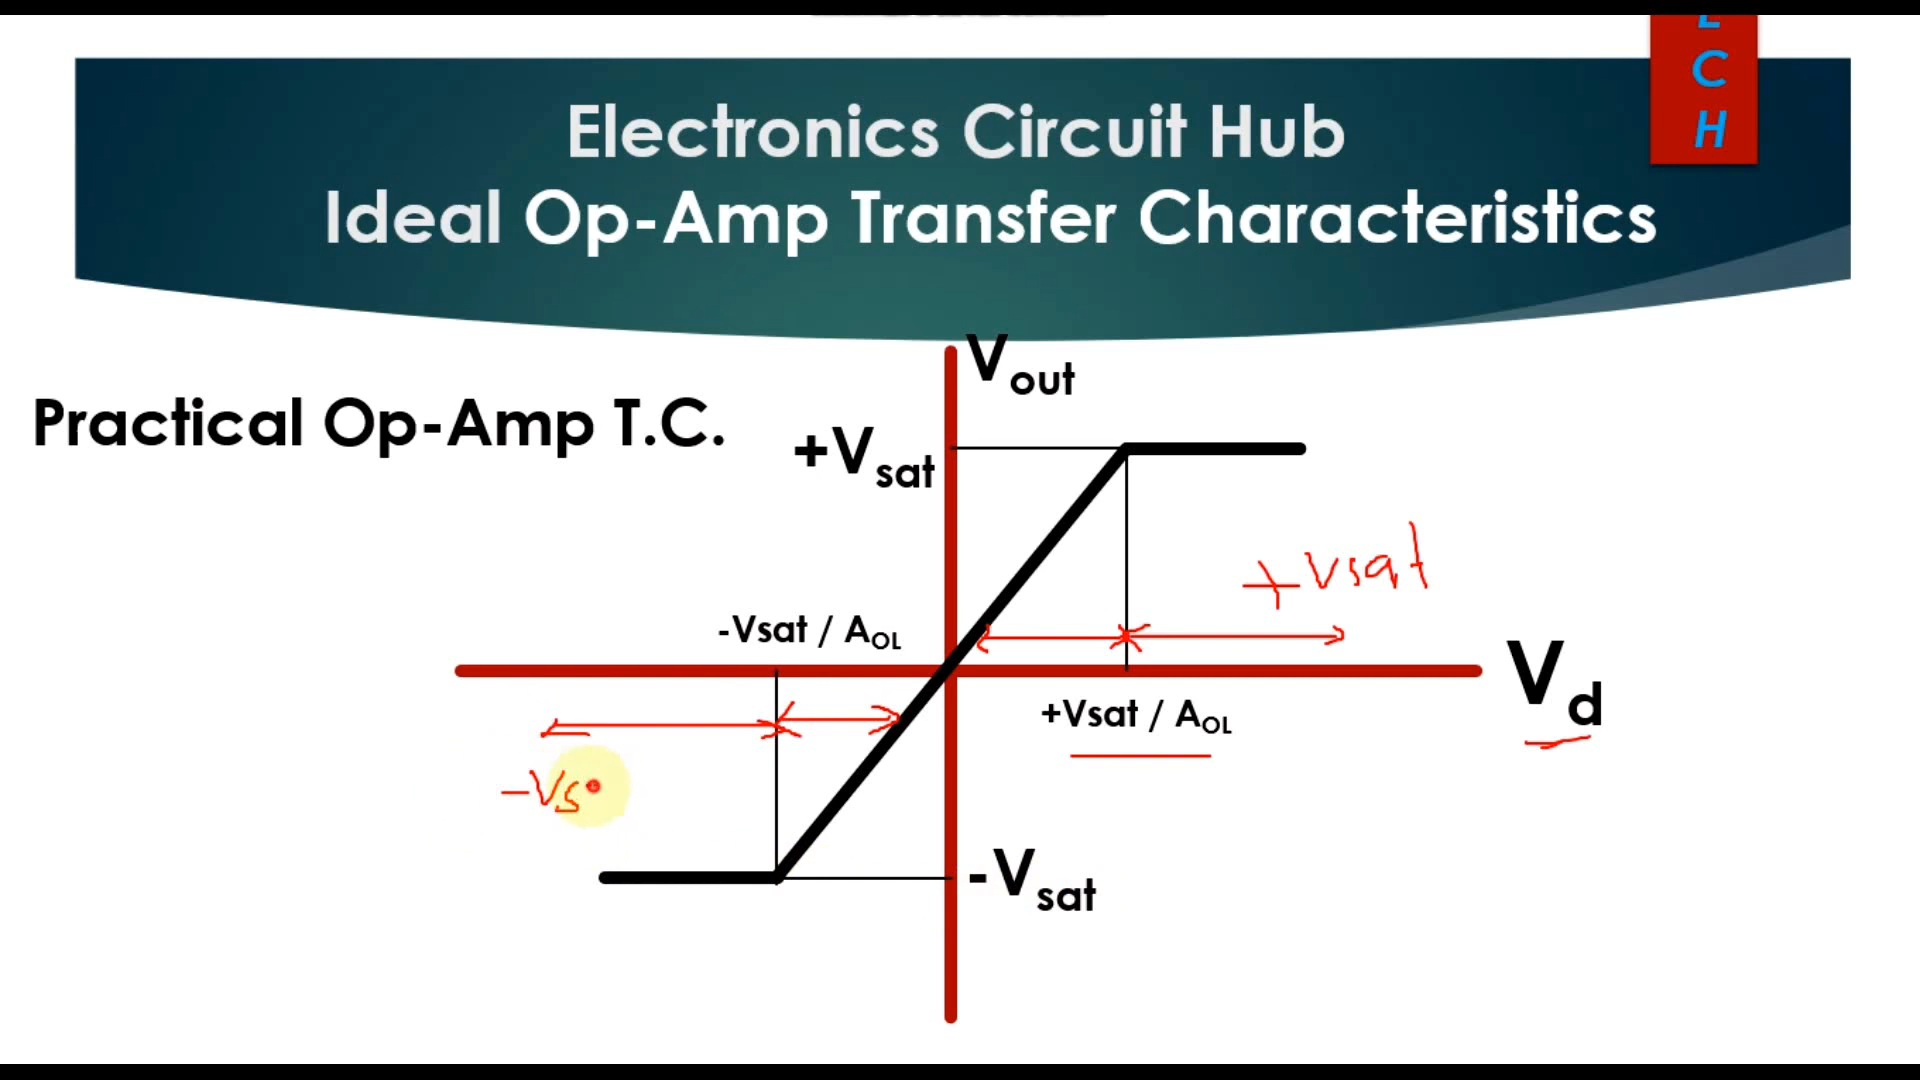 E
C
H
Electronics Circuit Hub
Ideal Op-Amp Transfer Characteristics
Vout
Practical Op-Amp T.C.
+Vsat
+Vsat
-Vsat / AOL
Vd
+Vsat / AOL
-Vs
-Vsat